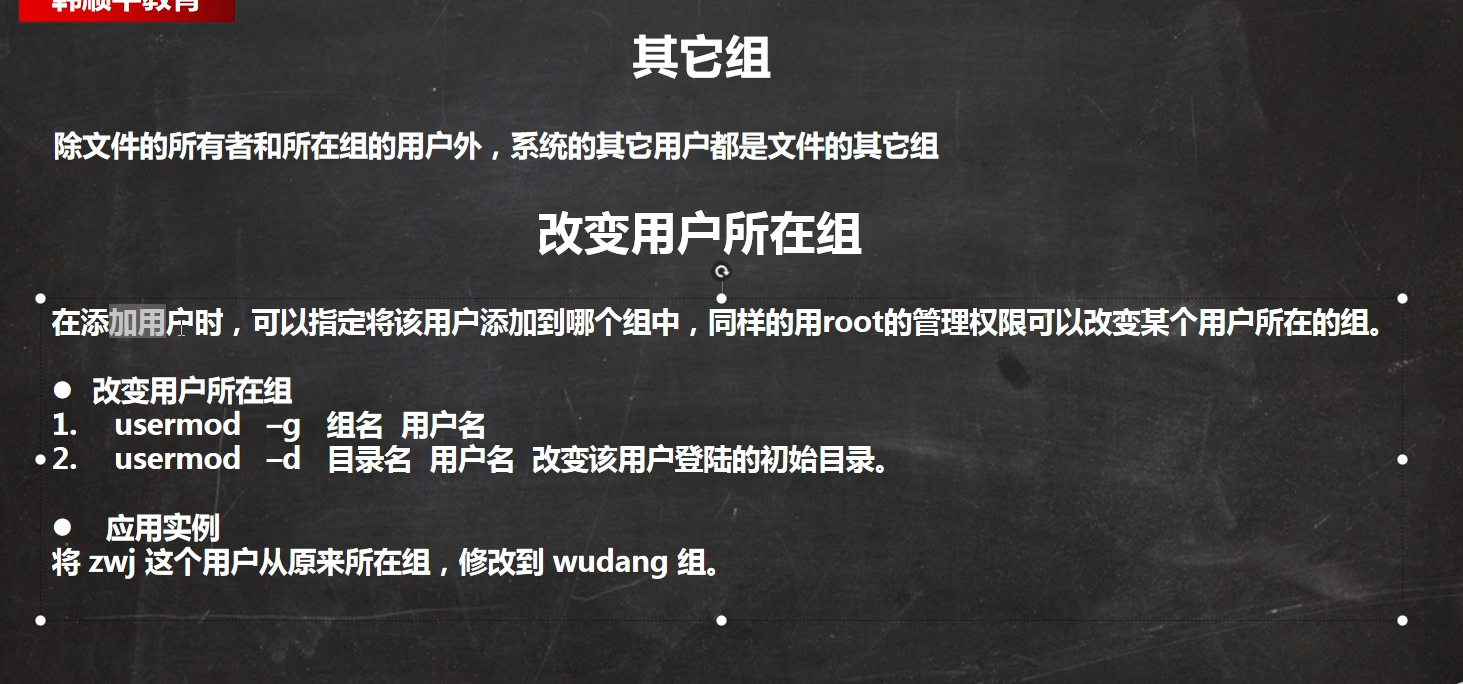 韩顺平教育
其它组
除文件的所有者和所在组的用户外，系统的其它用户都是文件的其它组
改变用户所在组
在添加用户时，可以指定将该用户添加到哪个组中，同样的用root的管理权限可以改变某个用户所在的组。
● 改变用户所在组
1. usermod –g 组名 用户名
2. usermod –d 目录名 用户名 改变该用户登陆的初始目录。
● 应用实例
将 zwj 这个用户从原来所在组，修改到 wudang 组。